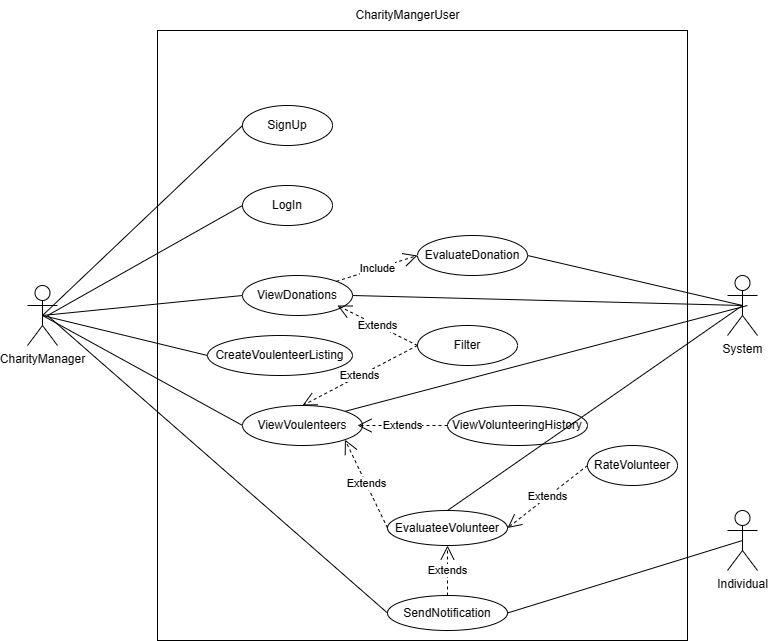 CharityMangerUser
SignUp
LogIn
EvaluateDonation
Include
ViewDonations
Extends
Filter
System
CharityManager
CreateVoulenteerListing
Extends
ViewVoulenteers
Extends
ViewVolunteeringHistory
RateVolunteer
Extends
Extends
EvaluateeVolunteer
Extends
Individual
SendNotification